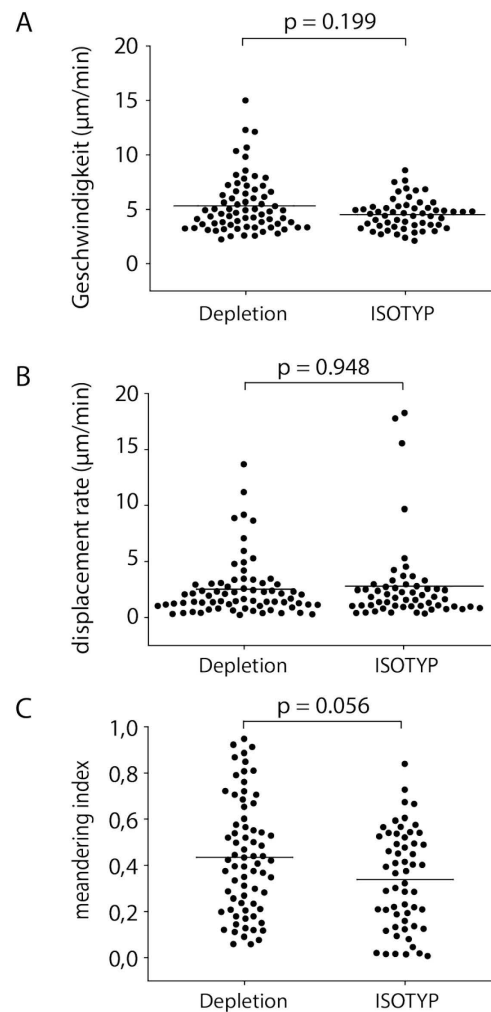 A
p = 0.199
Geschwindigkeit (µm/min)
20
15
10
5
0
Depletion
ISOTYP
B
p = 0.948
displacement rate (µm/min)
20
15
10
5
0
Depletion
ISOTYP
C
p = 0.056
meandering index
1,0
0,8
0,6
0,4
0,2
0,0
Depletion
ISOTYP